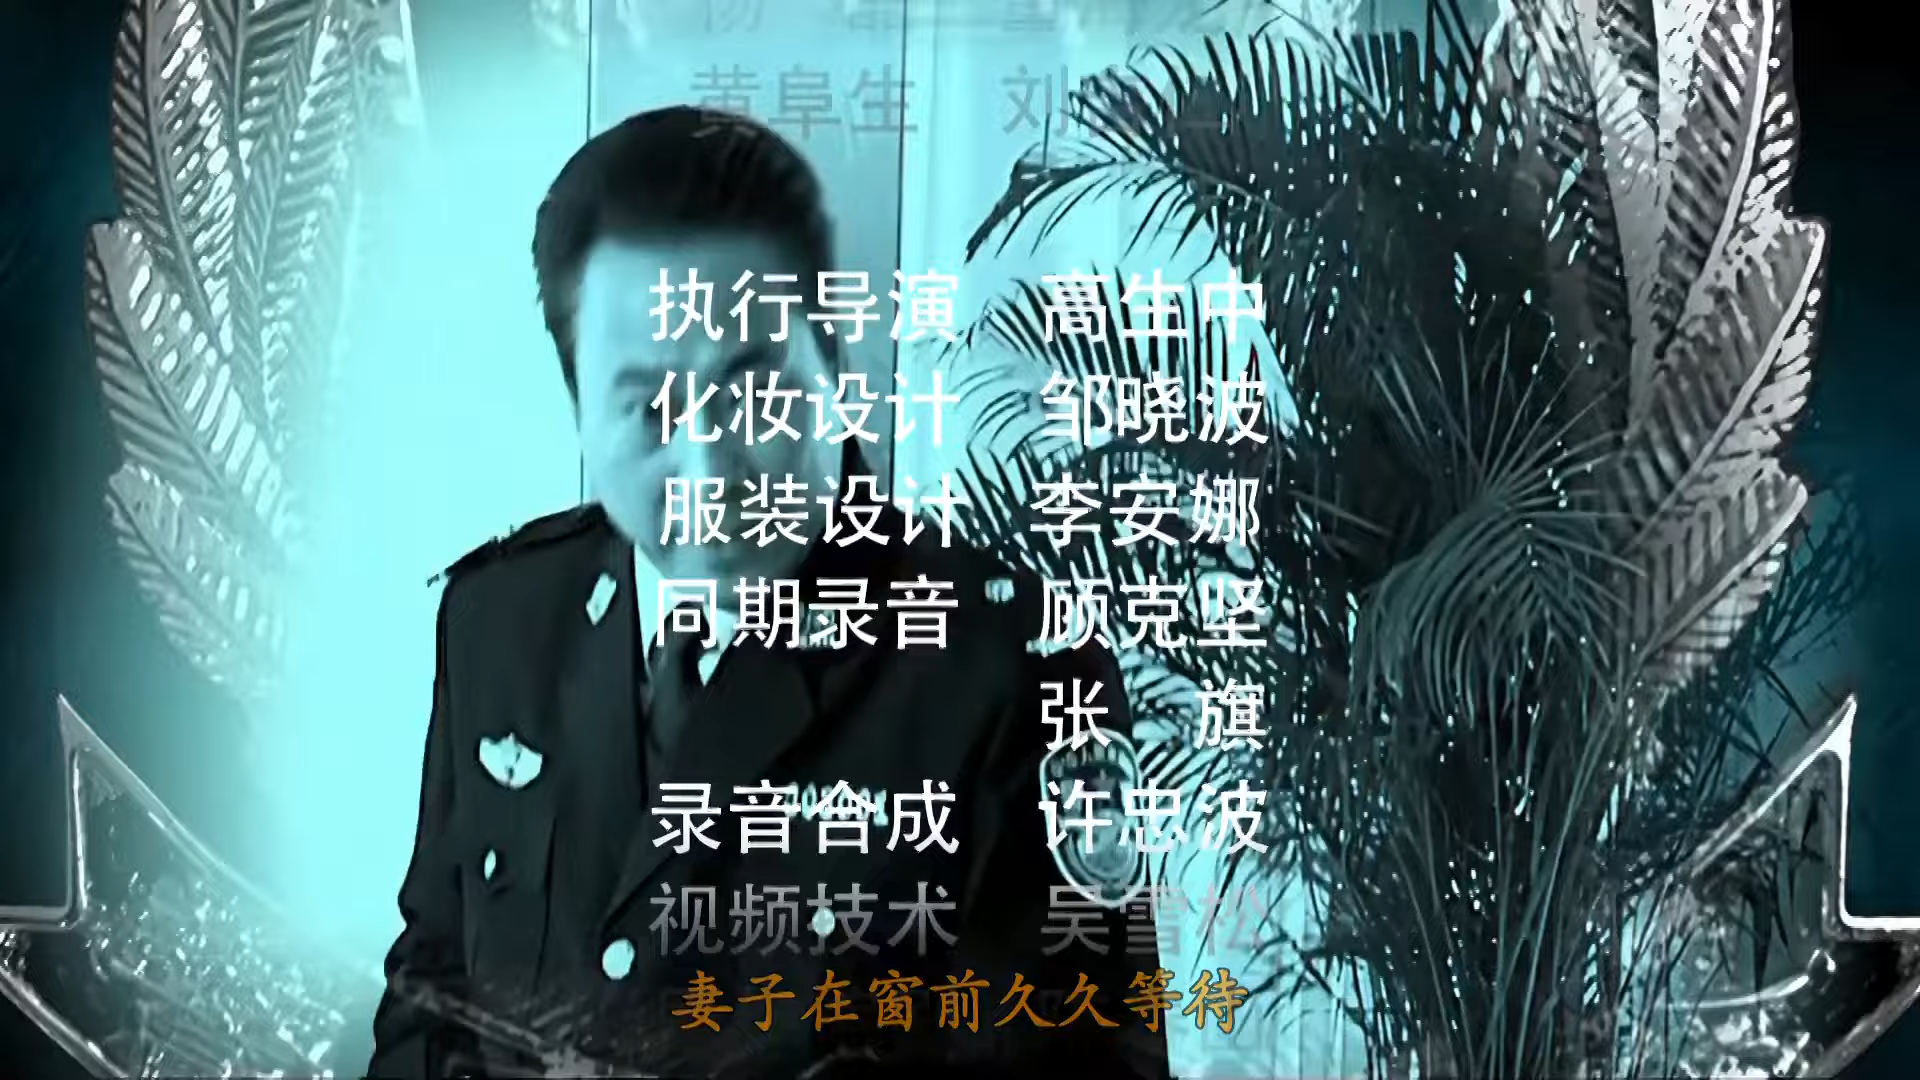 黄阜生 刘
执行导演 高生中
化妆设计 邹晓波
服装设计 李安娜
同期录音 顾克坚
张 旗
录音合成 许忠波
视频技术 吴雪松
妻子在窗前久久等待